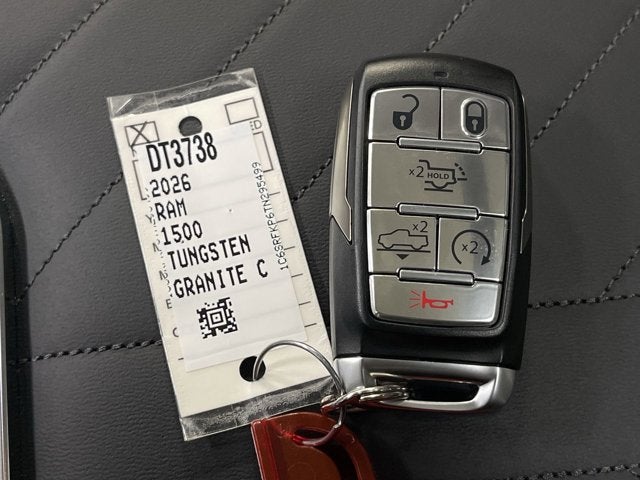 DT3738
2026
RAM
1500
TUNGSTEN
GRANITE C
1C6SRFKP6TN295499
x2 HOLD
x2
x2